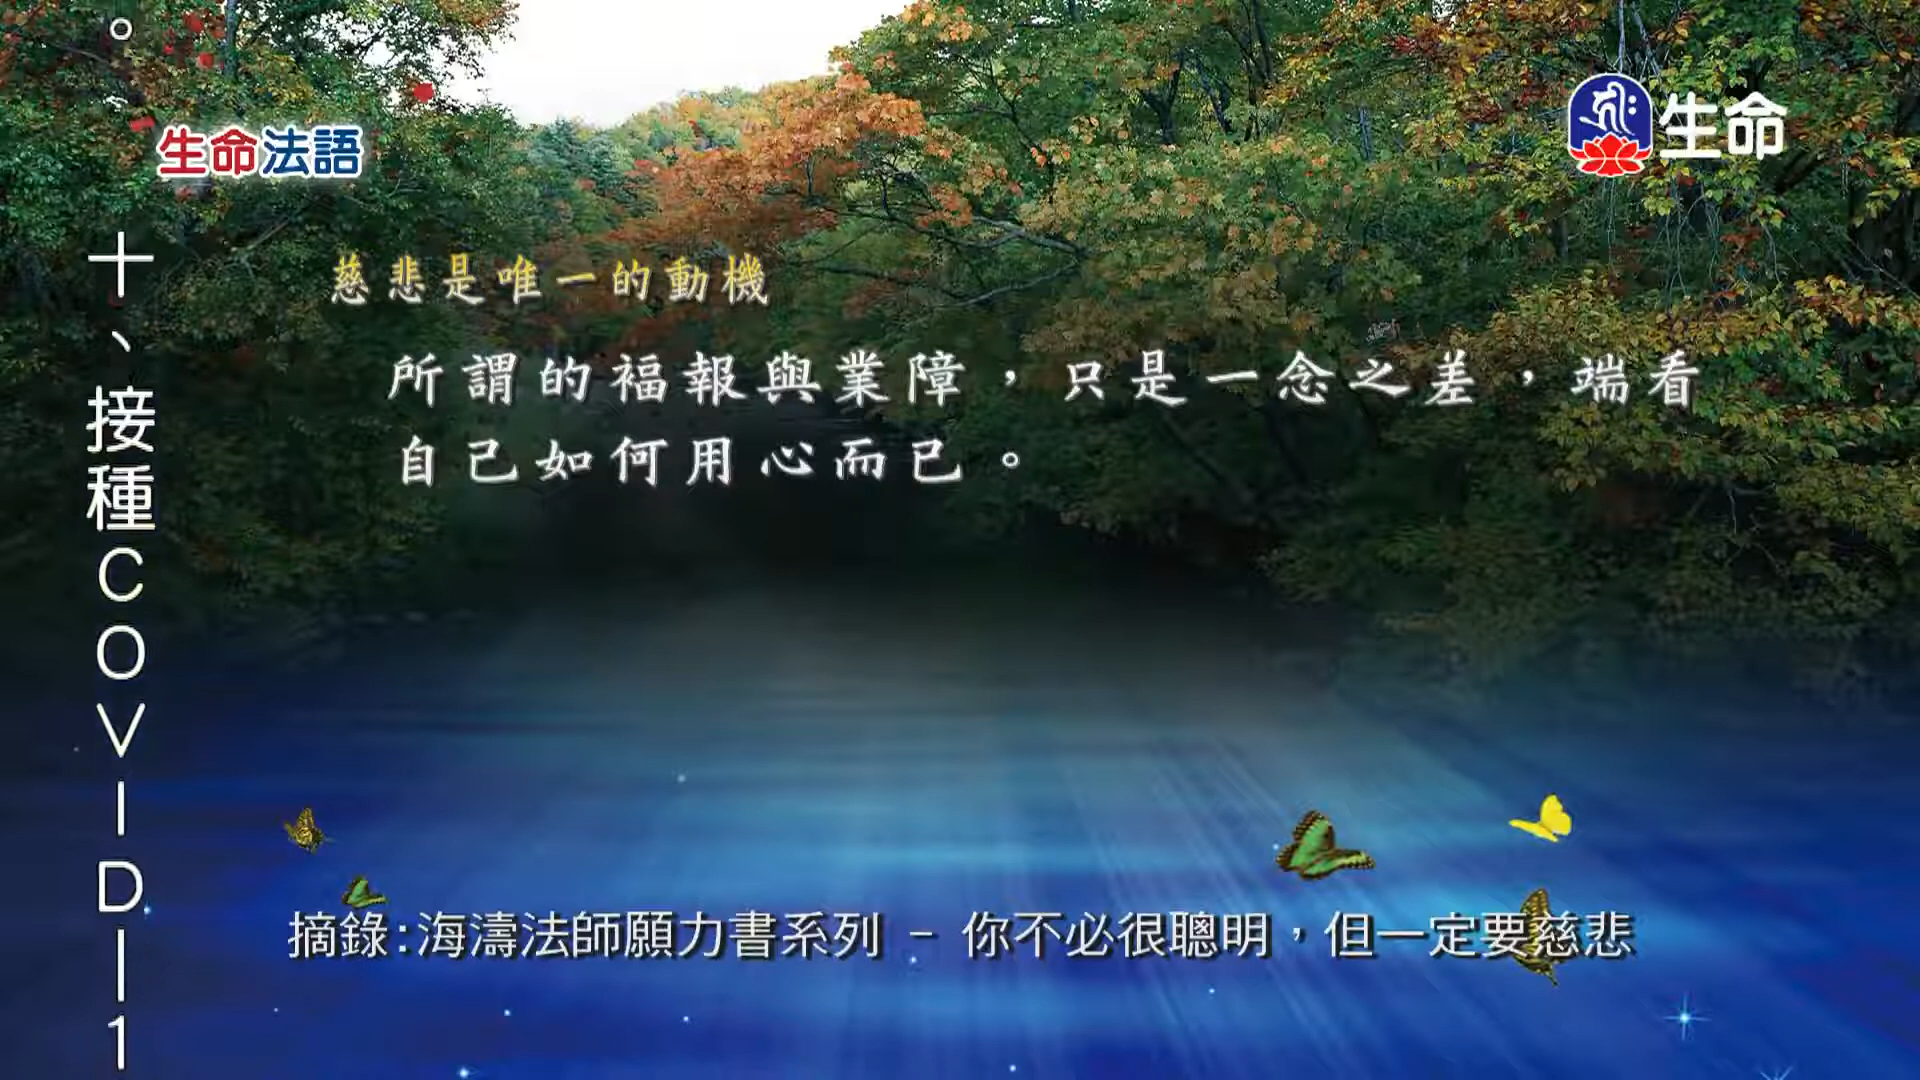 生命法語
生命
慈悲是唯一的動機
所謂的福報與業障，只是一念之差，端看
自己如何用心而已。
摘錄:海濤法師願力書系列 - 你不必很聰明，但一定要慈悲
。十、接種COVID-1